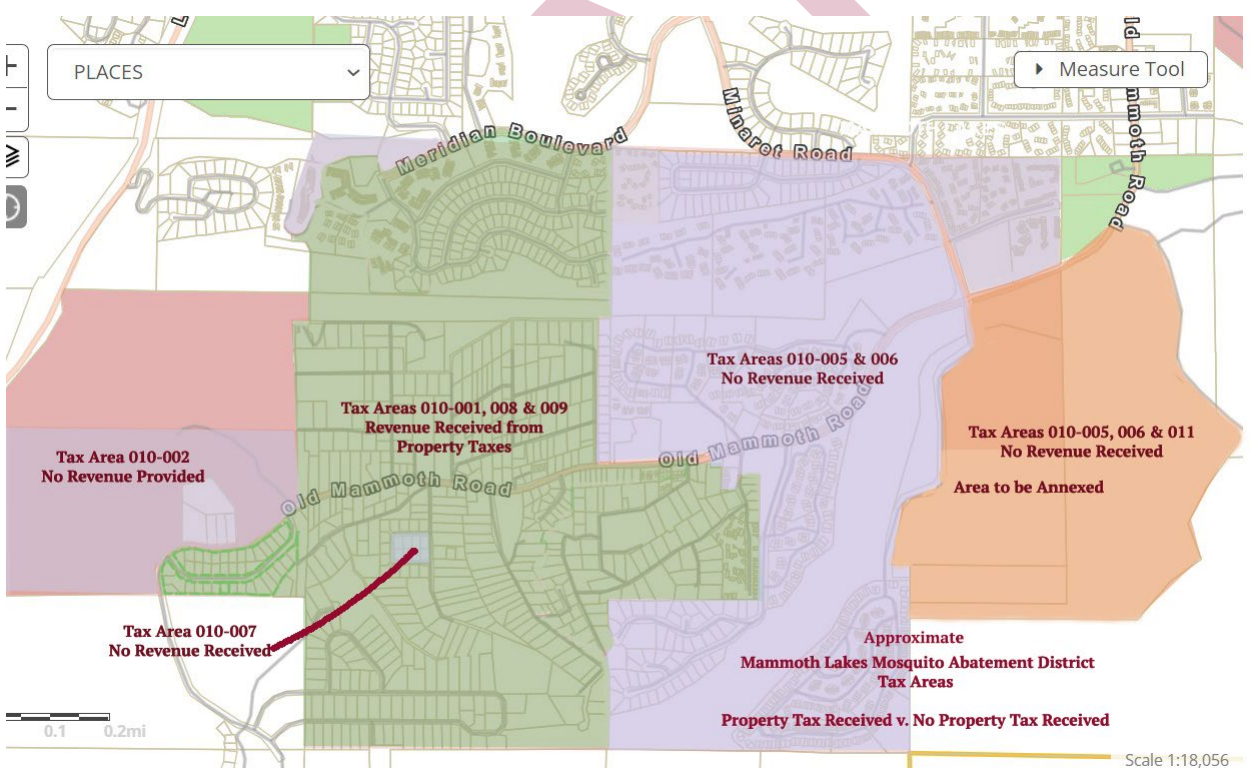 PLACES
Measure Tool
Meridian Boulevard
Minaret Road
mmoth Road
Tax Areas 010-005 & 006
No Revenue Received
Tax Areas 010-001, 008 & 009
Revenue Received from
Property Taxes
Old Mammoth Road
Tax Areas 010-005, 006 & 011
No Revenue Received
Area to be Annexed
Tax Area 010-002
No Revenue Provided
Old Mammoth Road
Tax Area 010-007
No Revenue Received
Approximate
Mammoth Lakes Mosquito Abatement District
Tax Areas
Property Tax Received v. No Property Tax Received
0.1 0.2mi
Scale 1:18,056